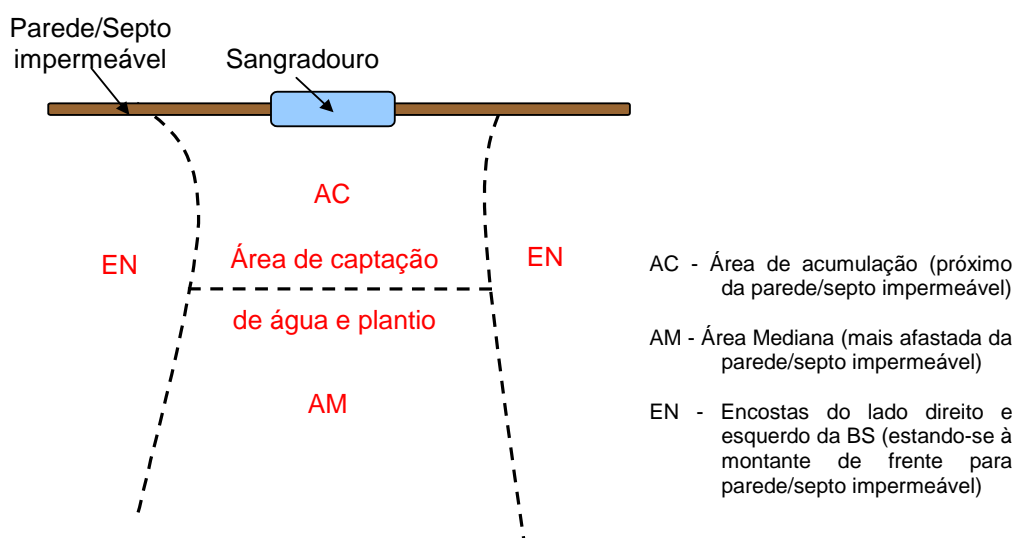 Parede/Septo
impermeável
Sangradouro
AC
EN
Área de captação
EN
de água e plantio
AM
AC - Área de acumulação (próximo
da parede/septo impermeável)
AM - Área Mediana (mais afastada da
parede/septo impermeável)
EN - Encostas do lado direito e
esquerdo da BS (estando-se à
montante de frente para
parede/septo impermeável)